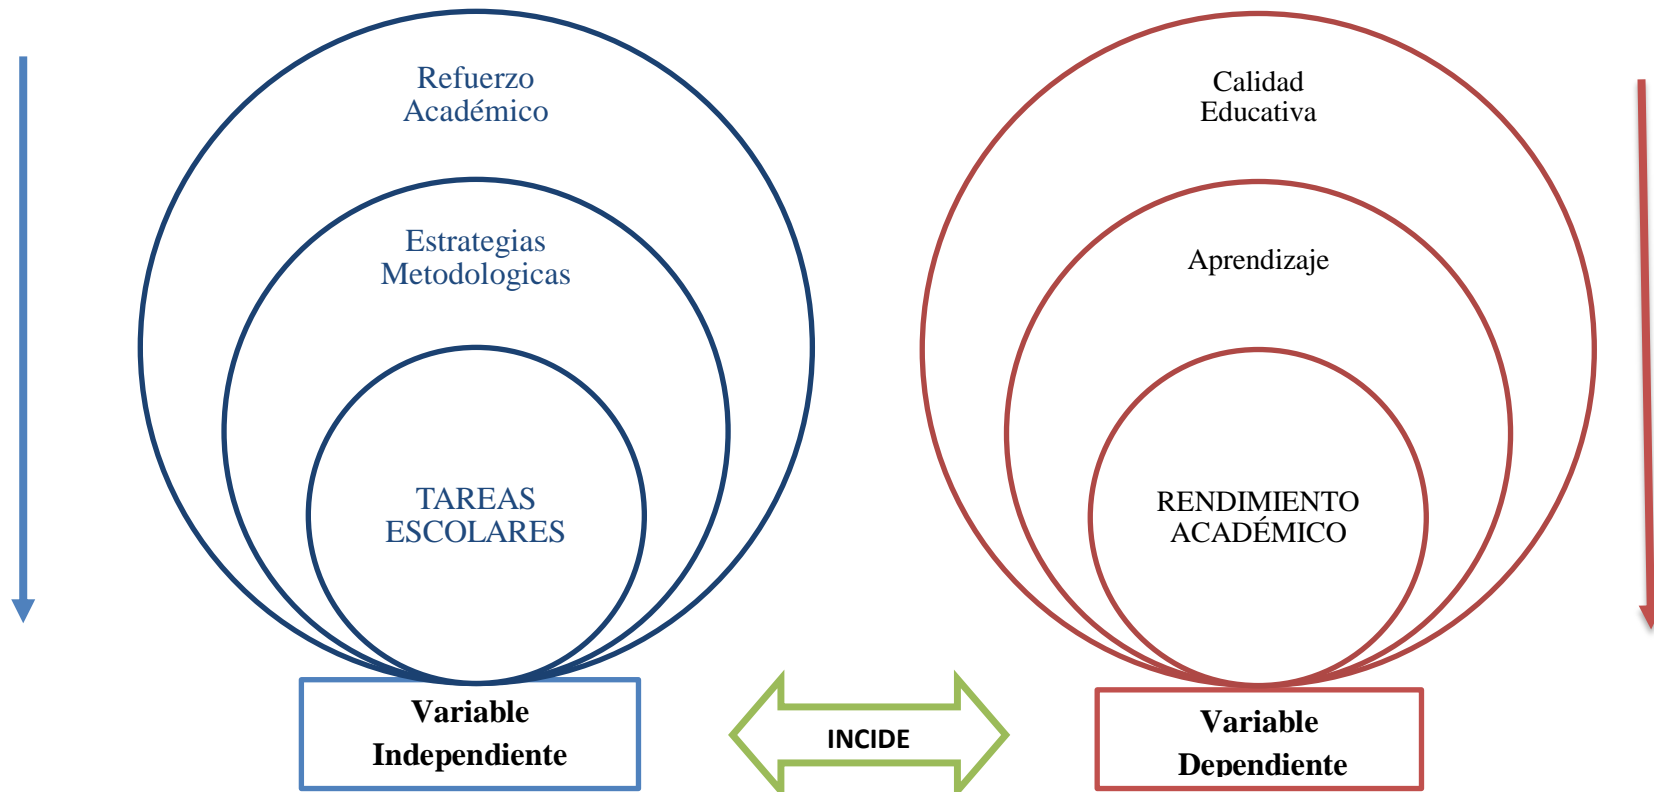 Refuerzo
Académico
Estrategias
Metodologicas
TAREAS
ESCOLARES
Variable
Independiente
INCIDE
Calidad
Educativa
Aprendizaje
RENDIMIENTO
ACADÉMICO
Variable
Dependiente